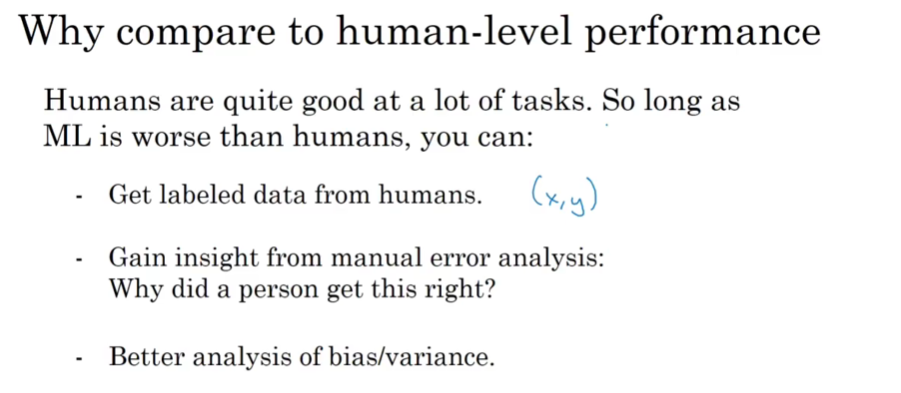 Why compare to human-level performance
Humans are quite good at a lot of tasks. So long as
ML is worse than humans, you can:
- Get labeled data from humans. (x,y)
- Gain insight from manual error analysis:
Why did a person get this right?
- Better analysis of bias/variance.